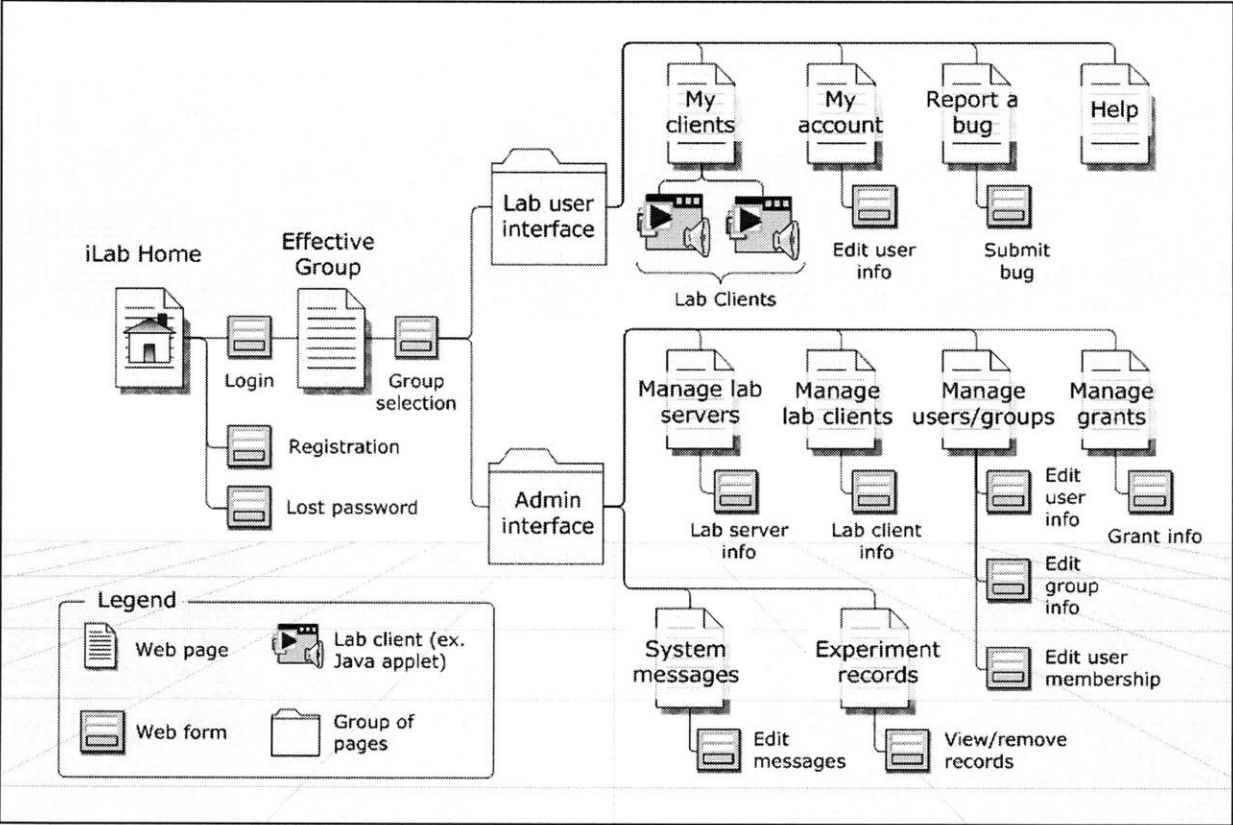 My
clients
My
account
Report a
bug
Help
Lab user
interface
Edit user
info
Submit
bug
Lab Clients
iLab Home
Effective
Group
Login
Group
selection
Registration
Lost password
Manage lab
servers
Manage
lab clients
Manage
users/groups
Manage
grants
Admin
interface
Lab server
info
Lab client
info
Edit
user
info
Grant info
Edit
group
info
Edit user
membership
System
messages
Experiment
records
Edit
messages
View/remove
records
Legend
Web page
Lab client (ex.
Java applet)
Web form
Group of
pages